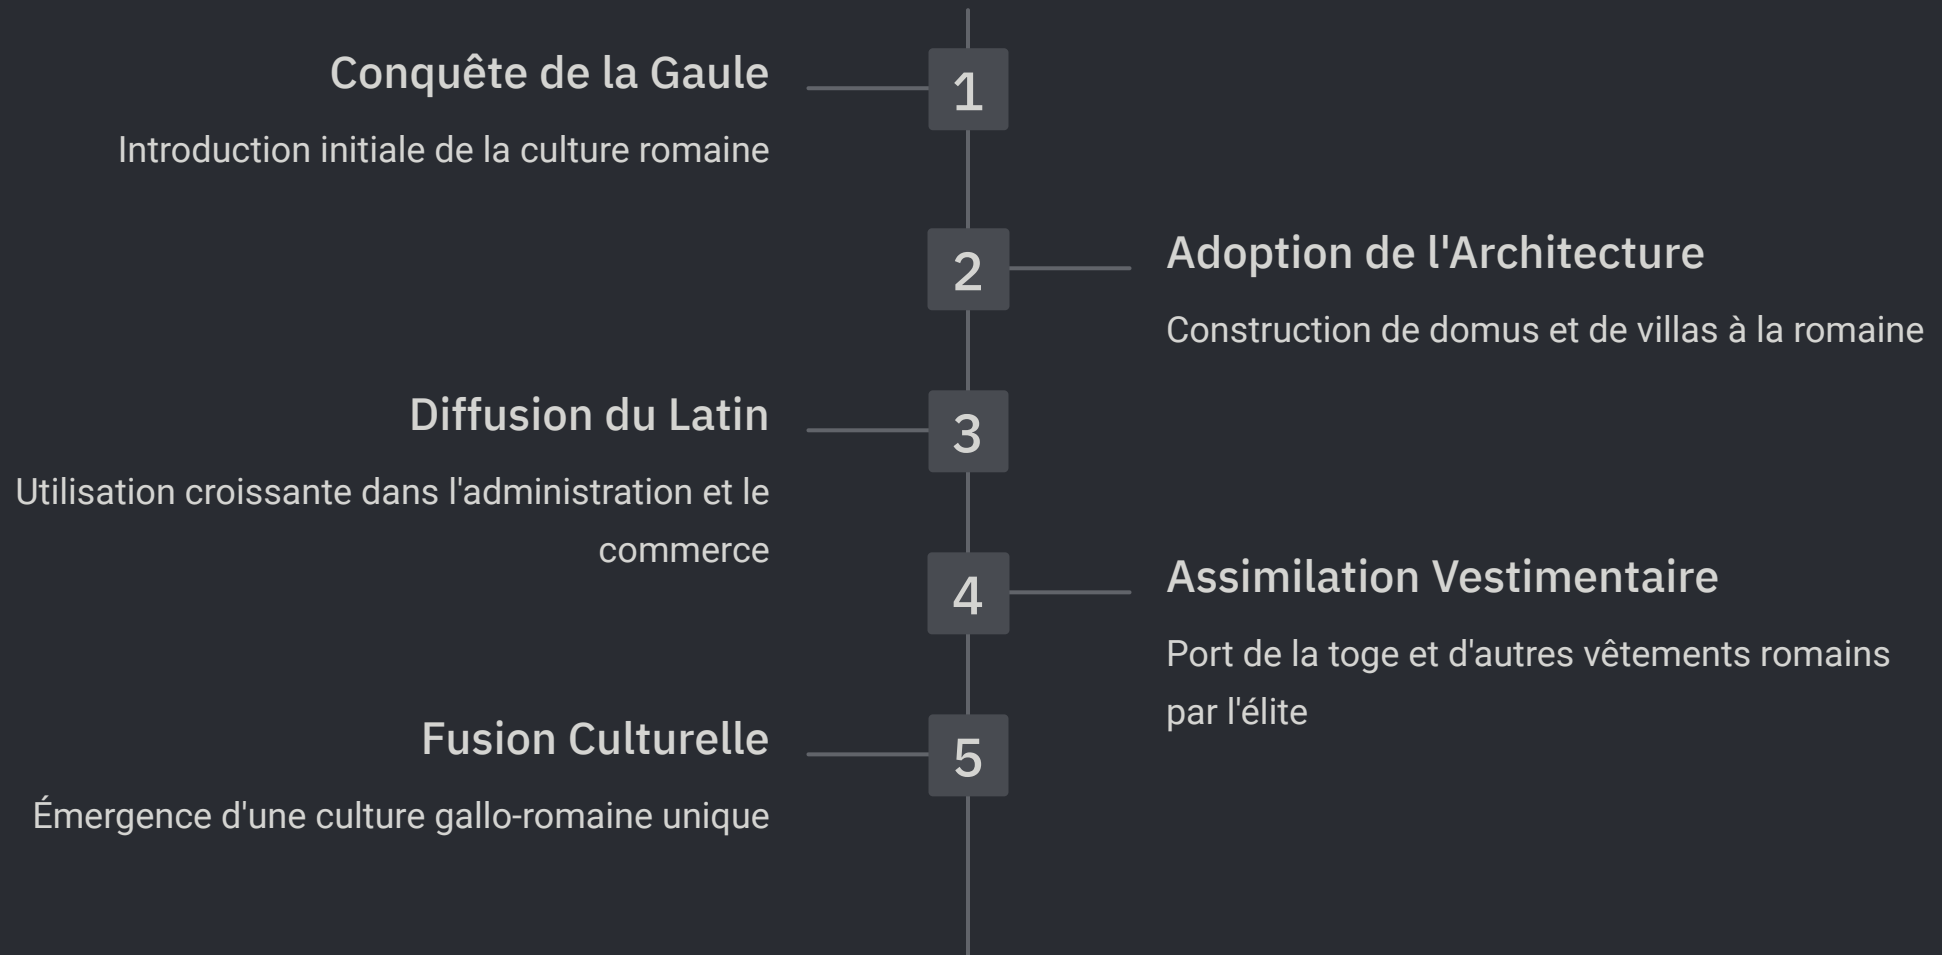 Conquête de la Gaule
Introduction initiale de la culture romaine
1
2
Adoption de l'Architecture
Construction de domus et de villas à la romaine
Diffusion du Latin
Utilisation croissante dans l'administration et le
commerce
3
4
Assimilation Vestimentaire
Port de la toge et d'autres vêtements romains
par l'élite
Fusion Culturelle
Émergence d'une culture gallo-romaine unique
5